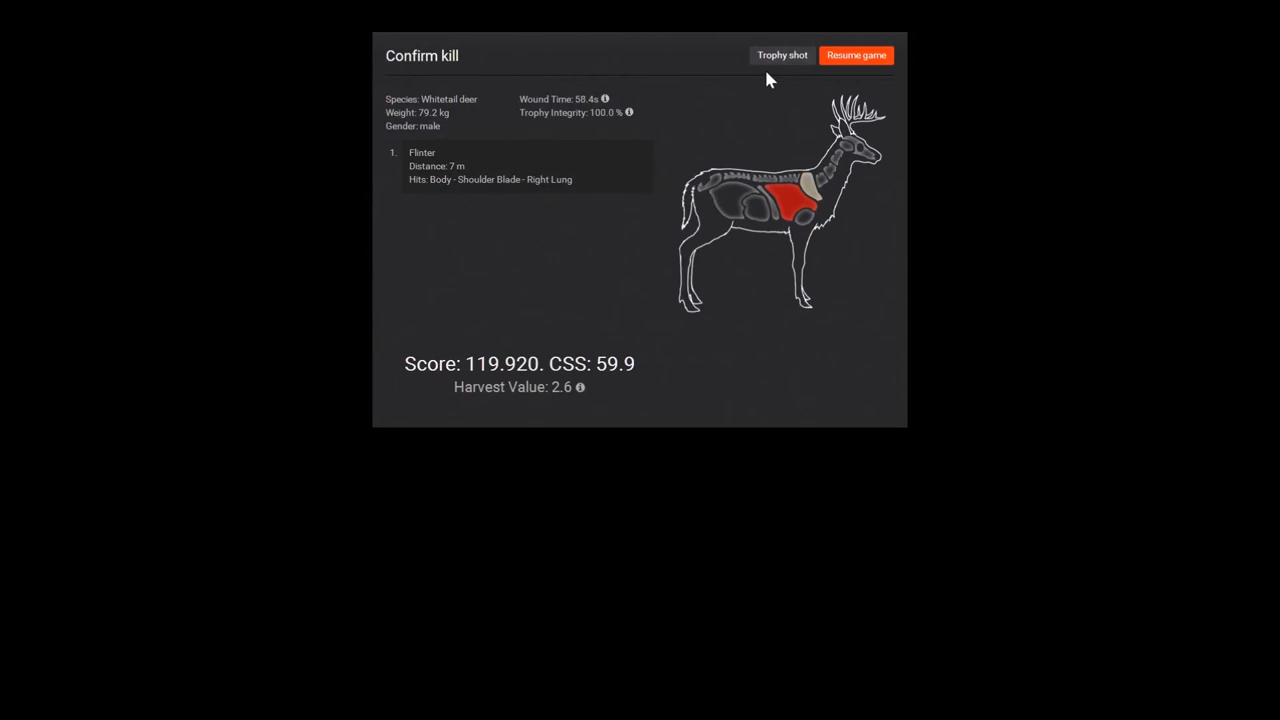 Confirm kill
Trophy shot
Resume game
Species: Whitetail deer
Weight: 79.2 kg
Gender: male
Wound Time: 58.4s
Trophy Integrity: 100.0 %
1.
Flinter
Distance: 7 m
Hits: Body - Shoulder Blade - Right Lung
Score: 119.920. CSS: 59.9
Harvest Value: 2.6